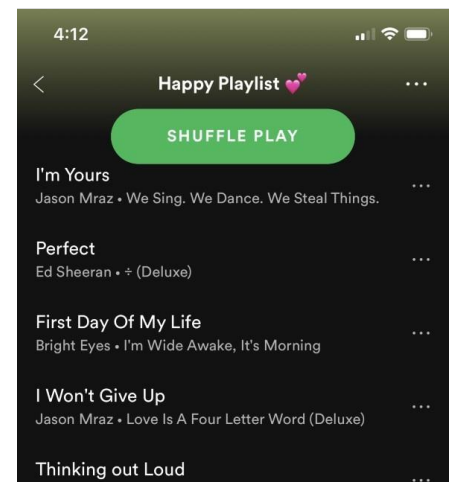 4:12
Happy Playlist 💕
SHUFFLE PLAY
I'm Yours
Jason Mraz • We Sing. We Dance. We Steal Things.
Perfect
Ed Sheeran • ÷ (Deluxe)
First Day Of My Life
Bright Eyes • I'm Wide Awake, It's Morning
I Won't Give Up
Jason Mraz • Love Is A Four Letter Word (Deluxe)
Thinking out Loud